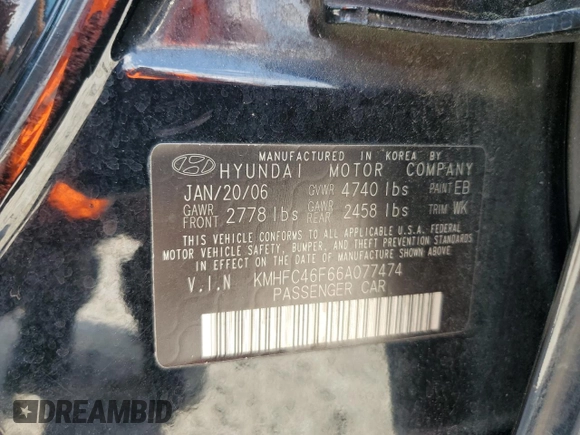 MANUFACTURED IN KOREA BY
HYUNDAI MOTOR COMPANY
JAN/20/06 GVWR 4740 lbs PAINT EB
GAWR FRONT 2778 lbs GAWR REAR 2458 lbs TRIM WK
THIS VEHICLE CONFORMS TO ALL APPLICABLE U.S.A. FEDERAL
MOTOR VEHICLE SAFETY, BUMPER, AND THEFT PREVENTION STANDARDS
IN EFFECT ON THE DATE OF MANUFACTURE SHOWN ABOVE
V.I.N KMHFC46F66A077474
PASSENGER CAR
DREAMBID